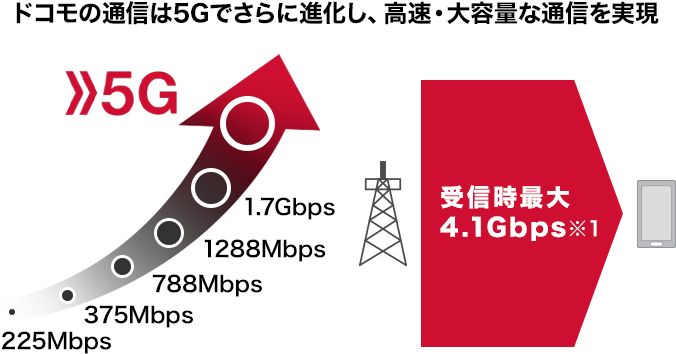 ドコモの通信は5Gでさらに進化し、高速・大容量な通信を実現
5G
1.7Gbps
1288Mbps
788Mbps
375Mbps
225Mbps
受信時最大
4.1Gbps※1